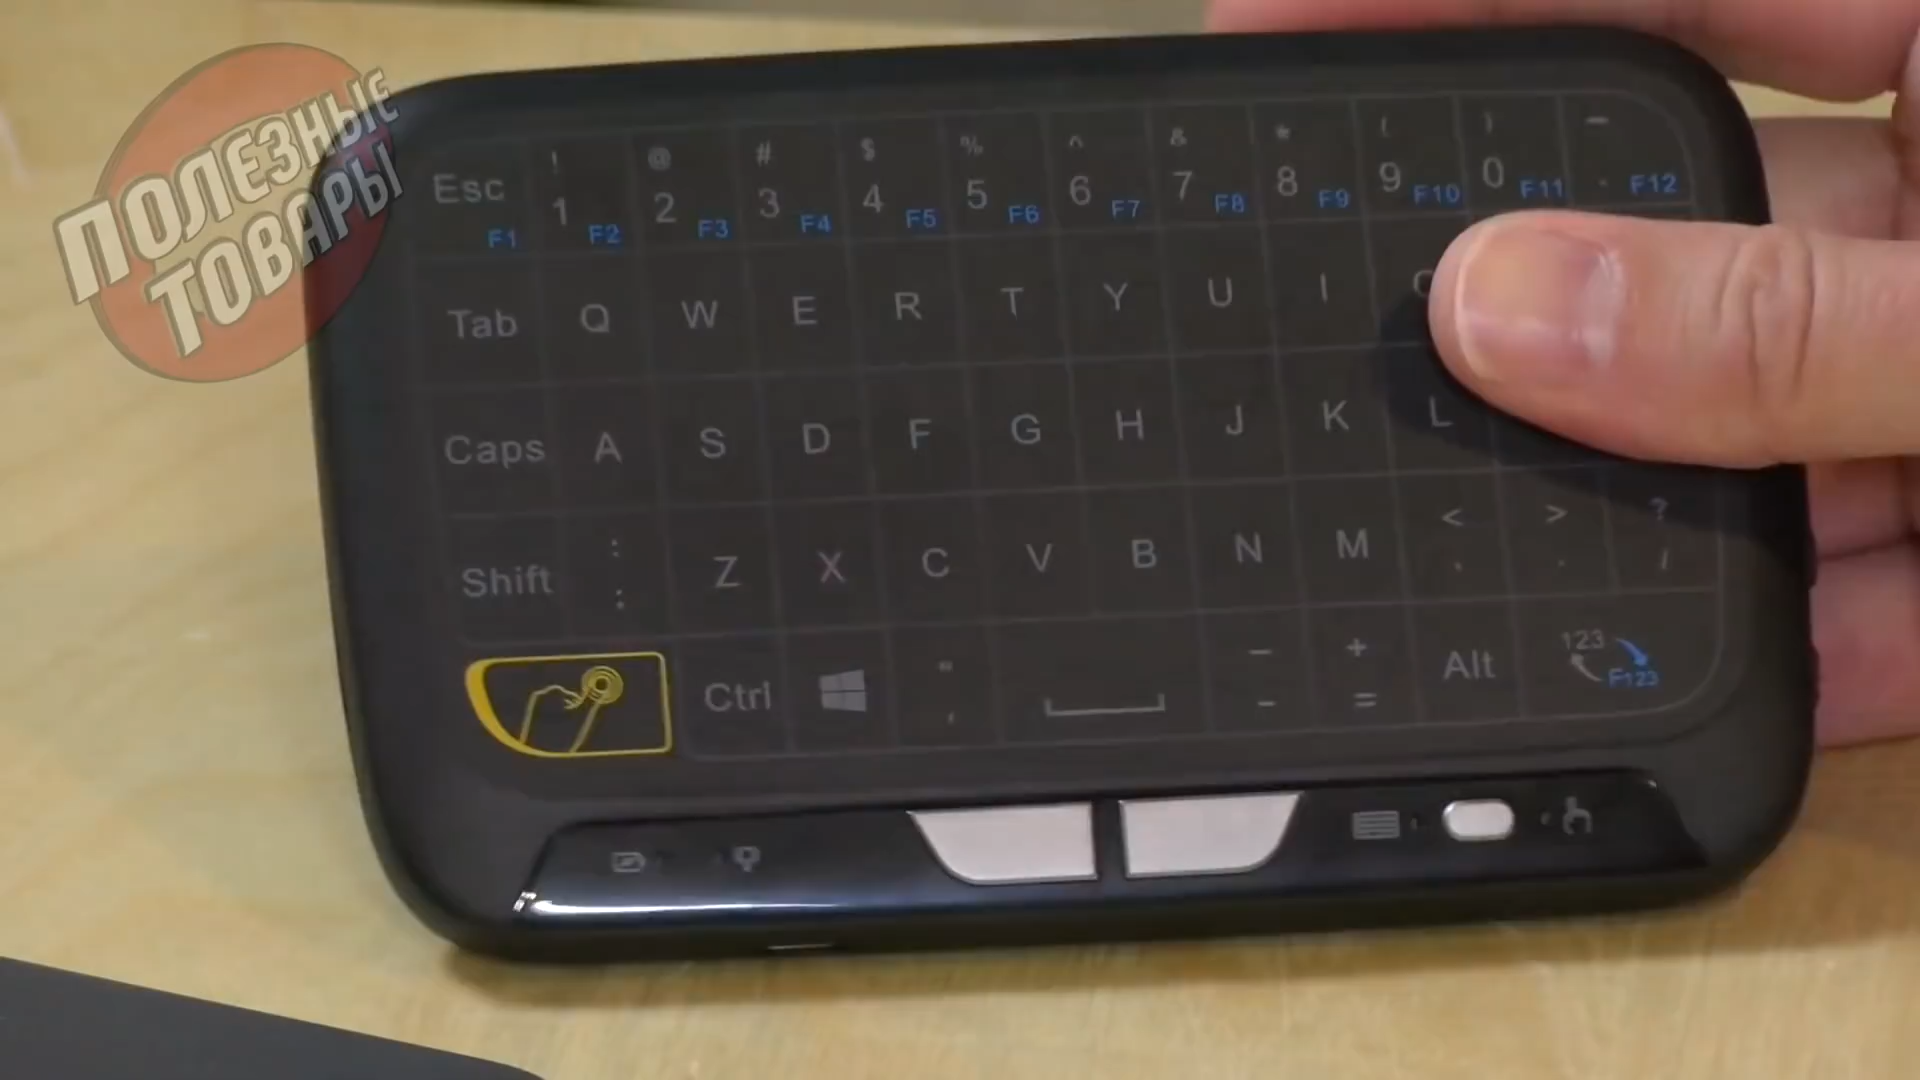 ПОЛЕЗНЫЕ
ТОВАРЫ
! @ # $ % ^ & * ( ) –
Esc 1 2 3 4 5 6 7 8 9 0 .
F1 F2 F3 F4 F5 F6 F7 F8 F9 F10 F11 F12
Tab Q W E R T Y U I
Caps A S D F G H J K L
: < > ?
Shift ; Z X C V B N M , . /
" – + 123
Ctrl ' - = Alt F123